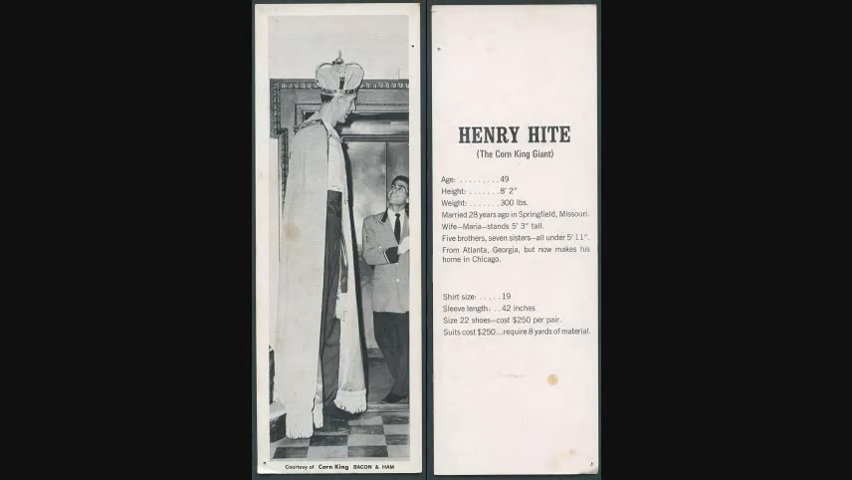 Courtesy of Corn King BACON & HAM
HENRY HITE
(The Corn King Giant)
Age: . . . . . . . . . 49
Height: . . . . . . . 8' 2"
Weight: . . . . . . . 300 lbs.
Married 28 years ago in Springfield, Missouri.
Wife—Maria—stands 5' 3" tall.
Five brothers, seven sisters—all under 5' 11".
From Atlanta, Georgia, but now makes his
home in Chicago.
Shirt size: . . . . . 19
Sleeve length: . . 42 inches
Size 22 shoes—cost $250 per pair.
Suits cost $250...require 8 yards of material.